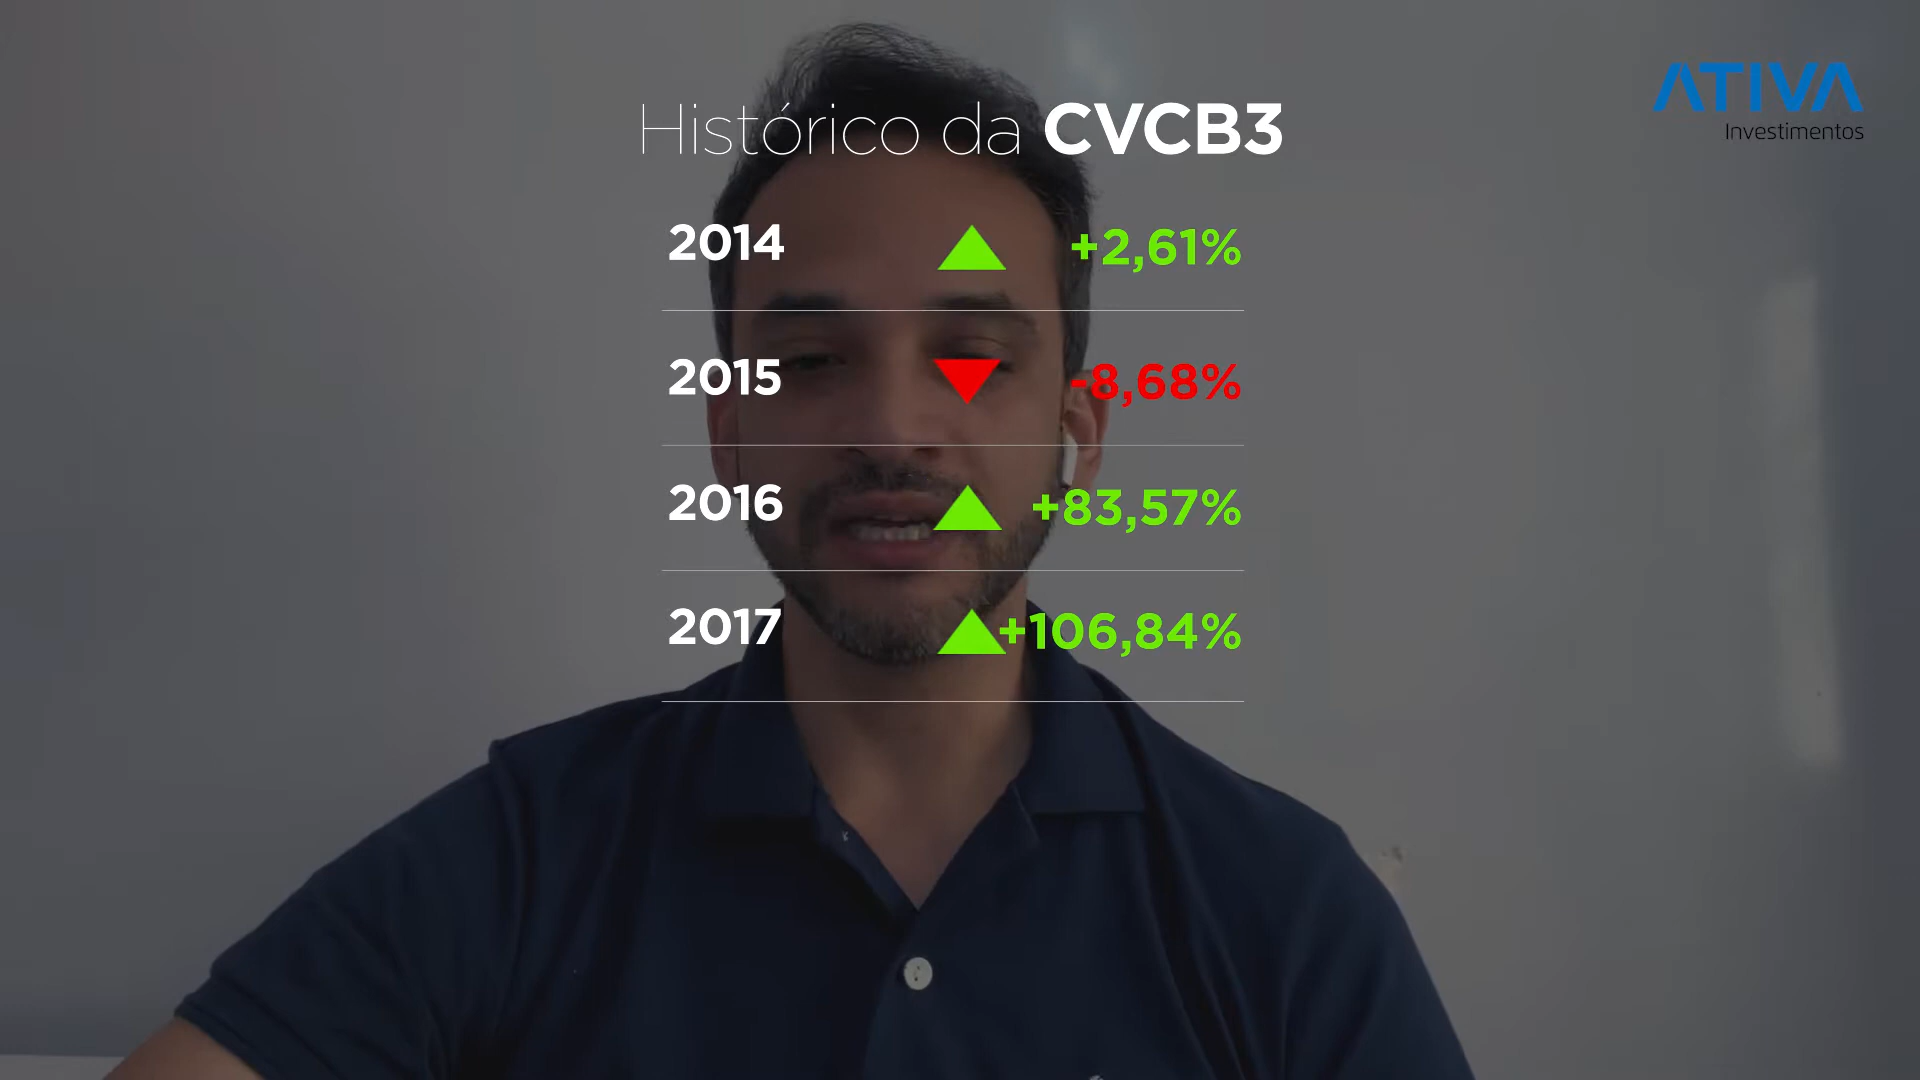 ATIVA
Investimentos
Histórico da CVCB3
2014 +2,61%
2015 -8,68%
2016 +83,57%
2017 +106,84%